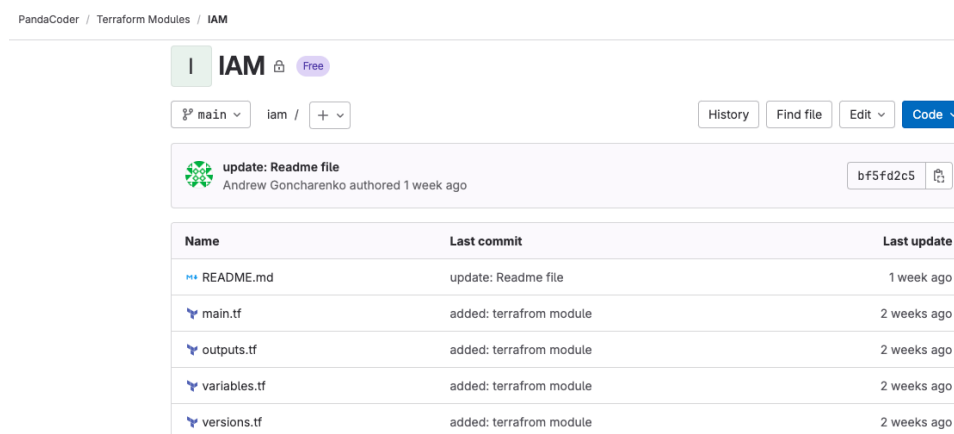 PandaCoder / Terraform Modules / IAM
I IAM Free
main iam / + History Find file Edit Code
update: Readme file
Andrew Goncharenko authored 1 week ago
bf5fd2c5
Name Last commit Last update
README.md update: Readme file 1 week ago
main.tf added: terrafrom module 2 weeks ago
outputs.tf added: terrafrom module 2 weeks ago
variables.tf added: terrafrom module 2 weeks ago
versions.tf added: terrafrom module 2 weeks ago